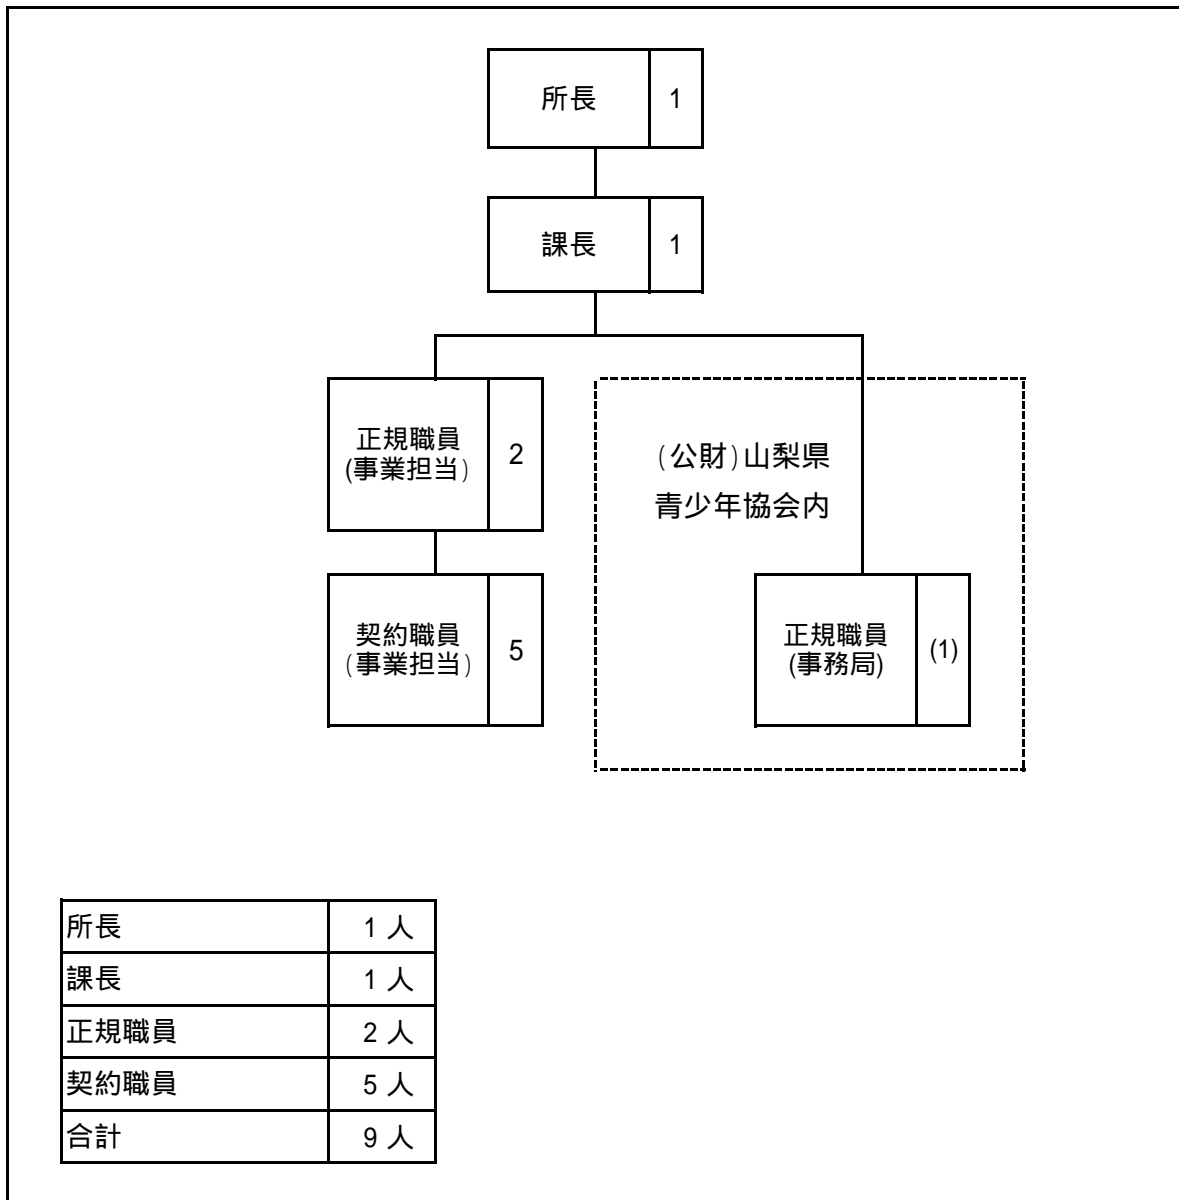 所長 1
課長 1
正規職員
(事業担当) 2
契約職員
(事業担当) 5
(公財)山梨県
青少年協会内
正規職員
(事務局) (1)
所長 1 人
課長 1 人
正規職員 2 人
契約職員 5 人
合計 9 人